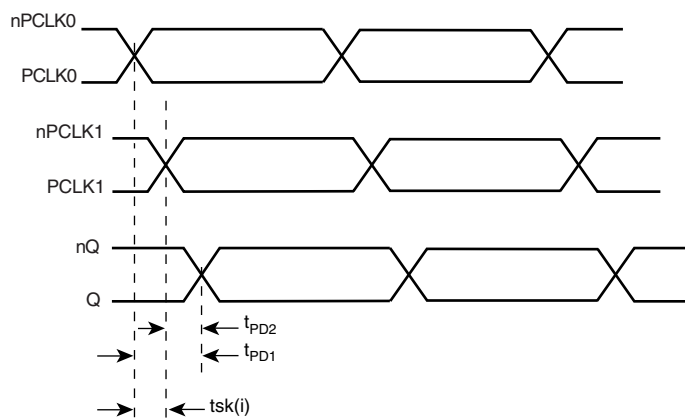 nPCLK0
PCLK0
nPCLK1
PCLK1
nQ
Q
tPD2
tPD1
tsk(i)